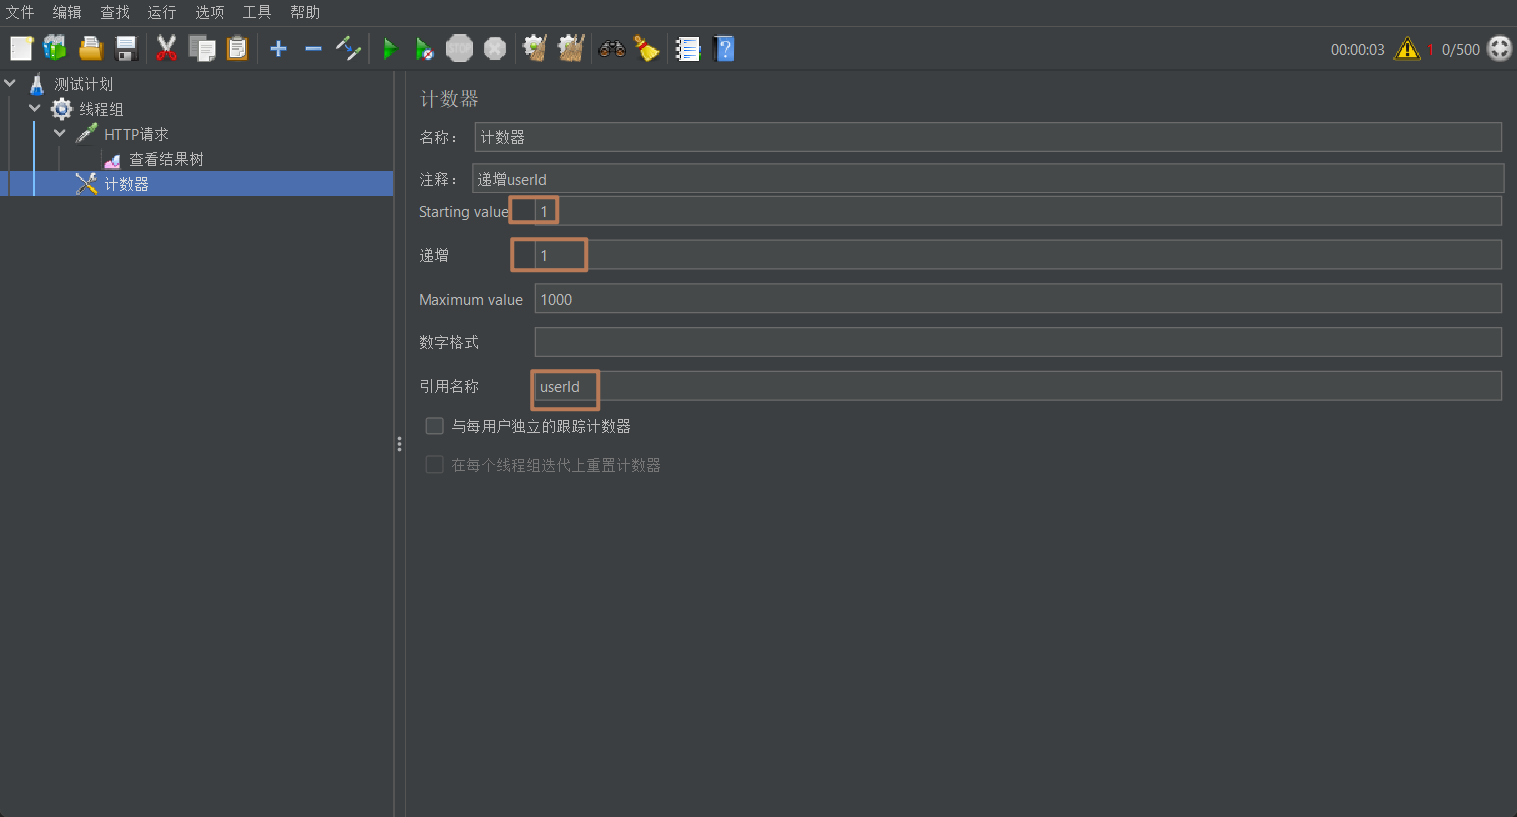 文件 编辑 查找 运行 选项 工具 帮助
STOP 00:00:03 1 0/500
测试计划
线程组
HTTP请求
查看结果树
计数器
计数器
名称： 计数器
注释： 递增userId
Starting value 1
递增 1
Maximum value 1000
数字格式
引用名称 userId
与每用户独立的跟踪计数器
在每个线程组迭代上重置计数器